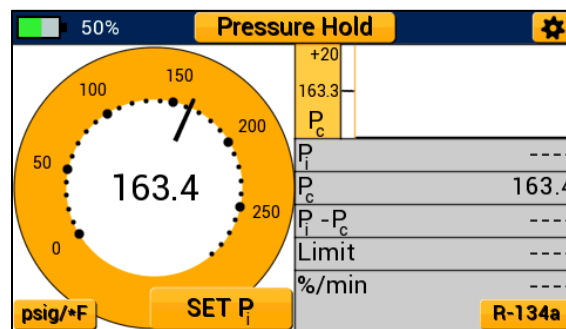 50%
Pressure Hold
0
50
100
150
200
250
163.4
psig/*F
SET Pi
+20
163.3
Pc
Pi ----
Pc 163.4
Pi -Pc ----
Limit ----
%/min ----
R-134a